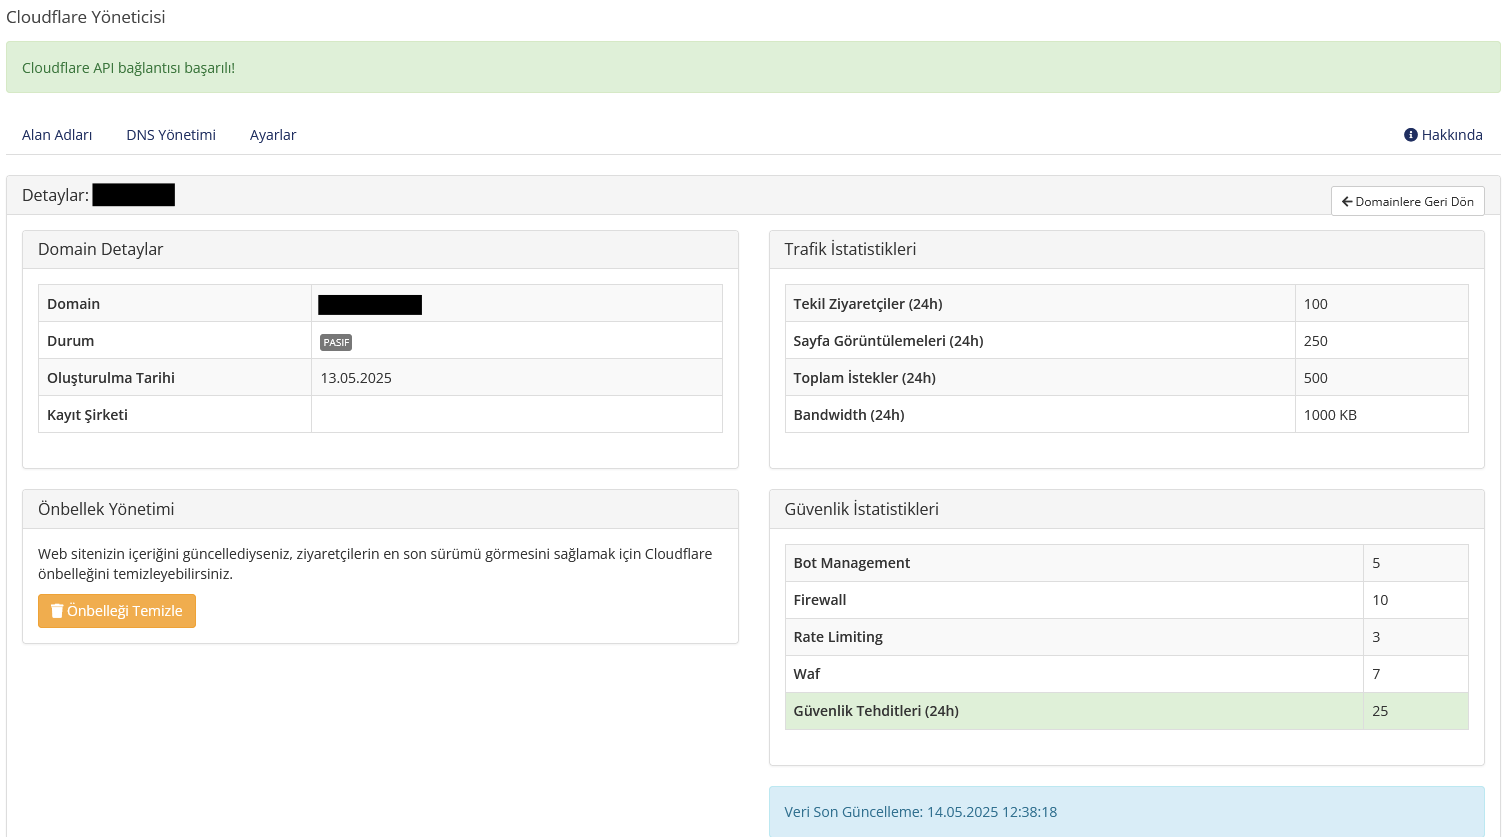 Cloudflare Yöneticisi
Cloudflare API bağlantısı başarılı!
Alan Adları DNS Yönetimi Ayarlar Hakkında
Detaylar:
Domainlere Geri Dön
Domain Detaylar
Domain
Durum PASIF
Oluşturulma Tarihi 13.05.2025
Kayıt Şirketi
Trafik İstatistikleri
Tekil Ziyaretçiler (24h) 100
Sayfa Görüntülemeleri (24h) 250
Toplam İstekler (24h) 500
Bandwidth (24h) 1000 KB
Önbellek Yönetimi
Web sitenizin içeriğini güncellediyseniz, ziyaretçilerin en son sürümü görmesini sağlamak için Cloudflare
önbelleğini temizleyebilirsiniz.
Önbelleği Temizle
Güvenlik İstatistikleri
Bot Management 5
Firewall 10
Rate Limiting 3
Waf 7
Güvenlik Tehditleri (24h) 25
Veri Son Güncelleme: 14.05.2025 12:38:18